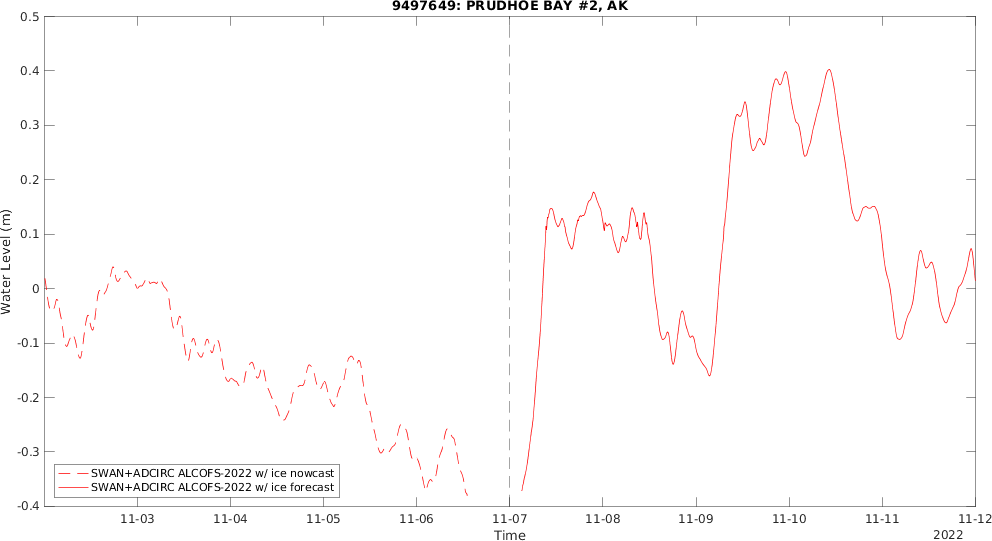 9497649: PRUDHOE BAY #2, AK
Water Level (m)
0.5
0.4
0.3
0.2
0.1
0
-0.1
-0.2
-0.3
-0.4
SWAN+ADCIRC ALCOFS-2022 w/ ice nowcast
SWAN+ADCIRC ALCOFS-2022 w/ ice forecast
11-03 11-04 11-05 11-06 11-07 11-08 11-09 11-10 11-11 11-12
Time
2022